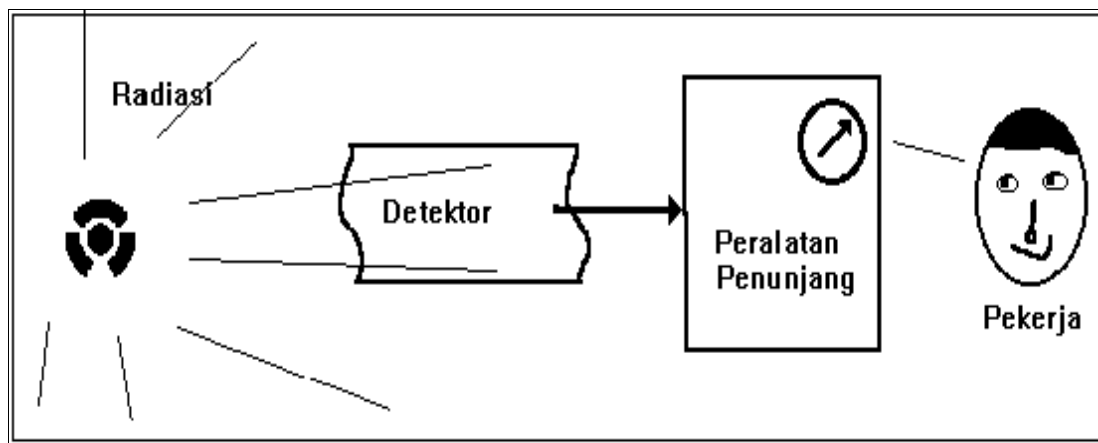 Radiasi
Detektor
Peralatan
Penunjang
Pekerja